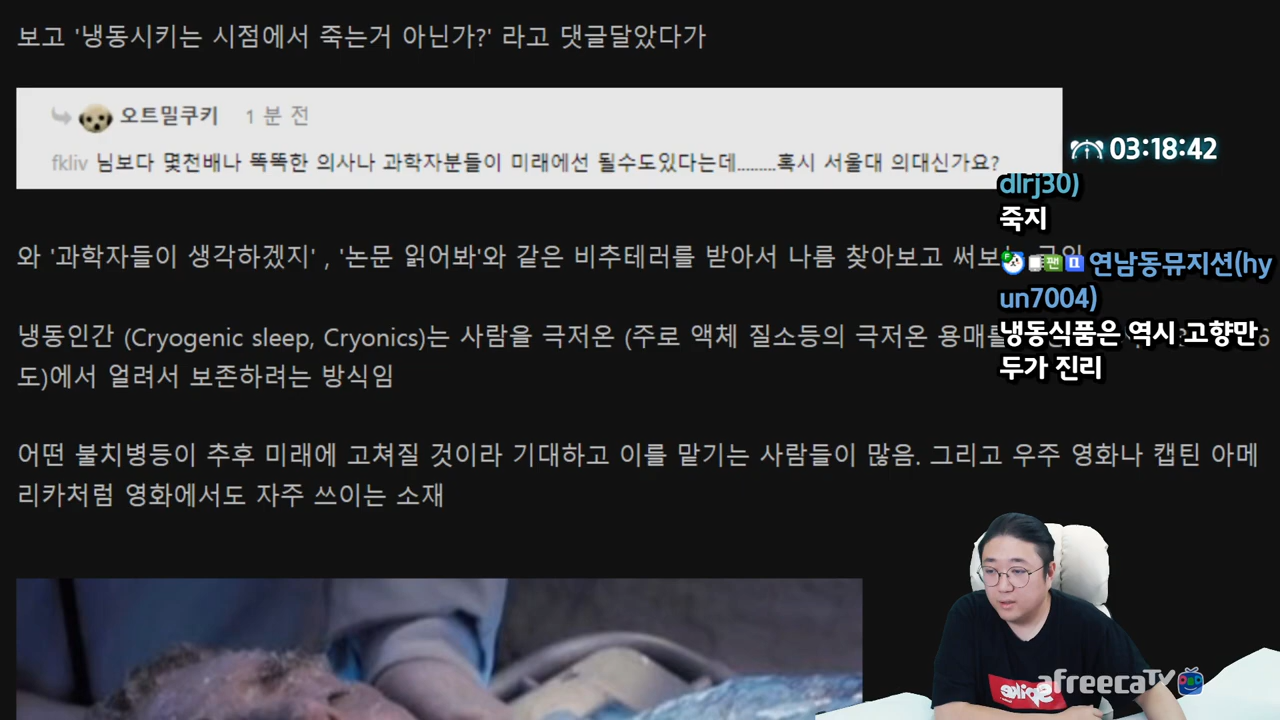 보고 '냉동시키는 시점에서 죽는거 아닌가?' 라고 댓글달았다가
오트밀쿠키 1 분 전
fkliv 님보다 몇천배나 똑똑한 의사나 과학자분들이 미래에선 될수도있다는데.........혹시 서울대 의대신가요?
03:18:42
dlrj30)
죽지
와 '과학자들이 생각하겠지' , '논문 읽어봐'와 같은 비추테러를 받아서 나름 찾아보고 써보는
팬 연남동뮤지션(hy
un7004)
냉동식품은 역시 고향만
두가 진리
냉동인간 (Cryogenic sleep, Cryonics)는 사람을 극저온 (주로 액체 질소등의 극저온 용매를
도)에서 얼려서 보존하려는 방식임
어떤 불치병등이 추후 미래에 고쳐질 것이라 기대하고 이를 맡기는 사람들이 많음. 그리고 우주 영화나 캡틴 아메
리카처럼 영화에서도 자주 쓰이는 소재
afreecaTV